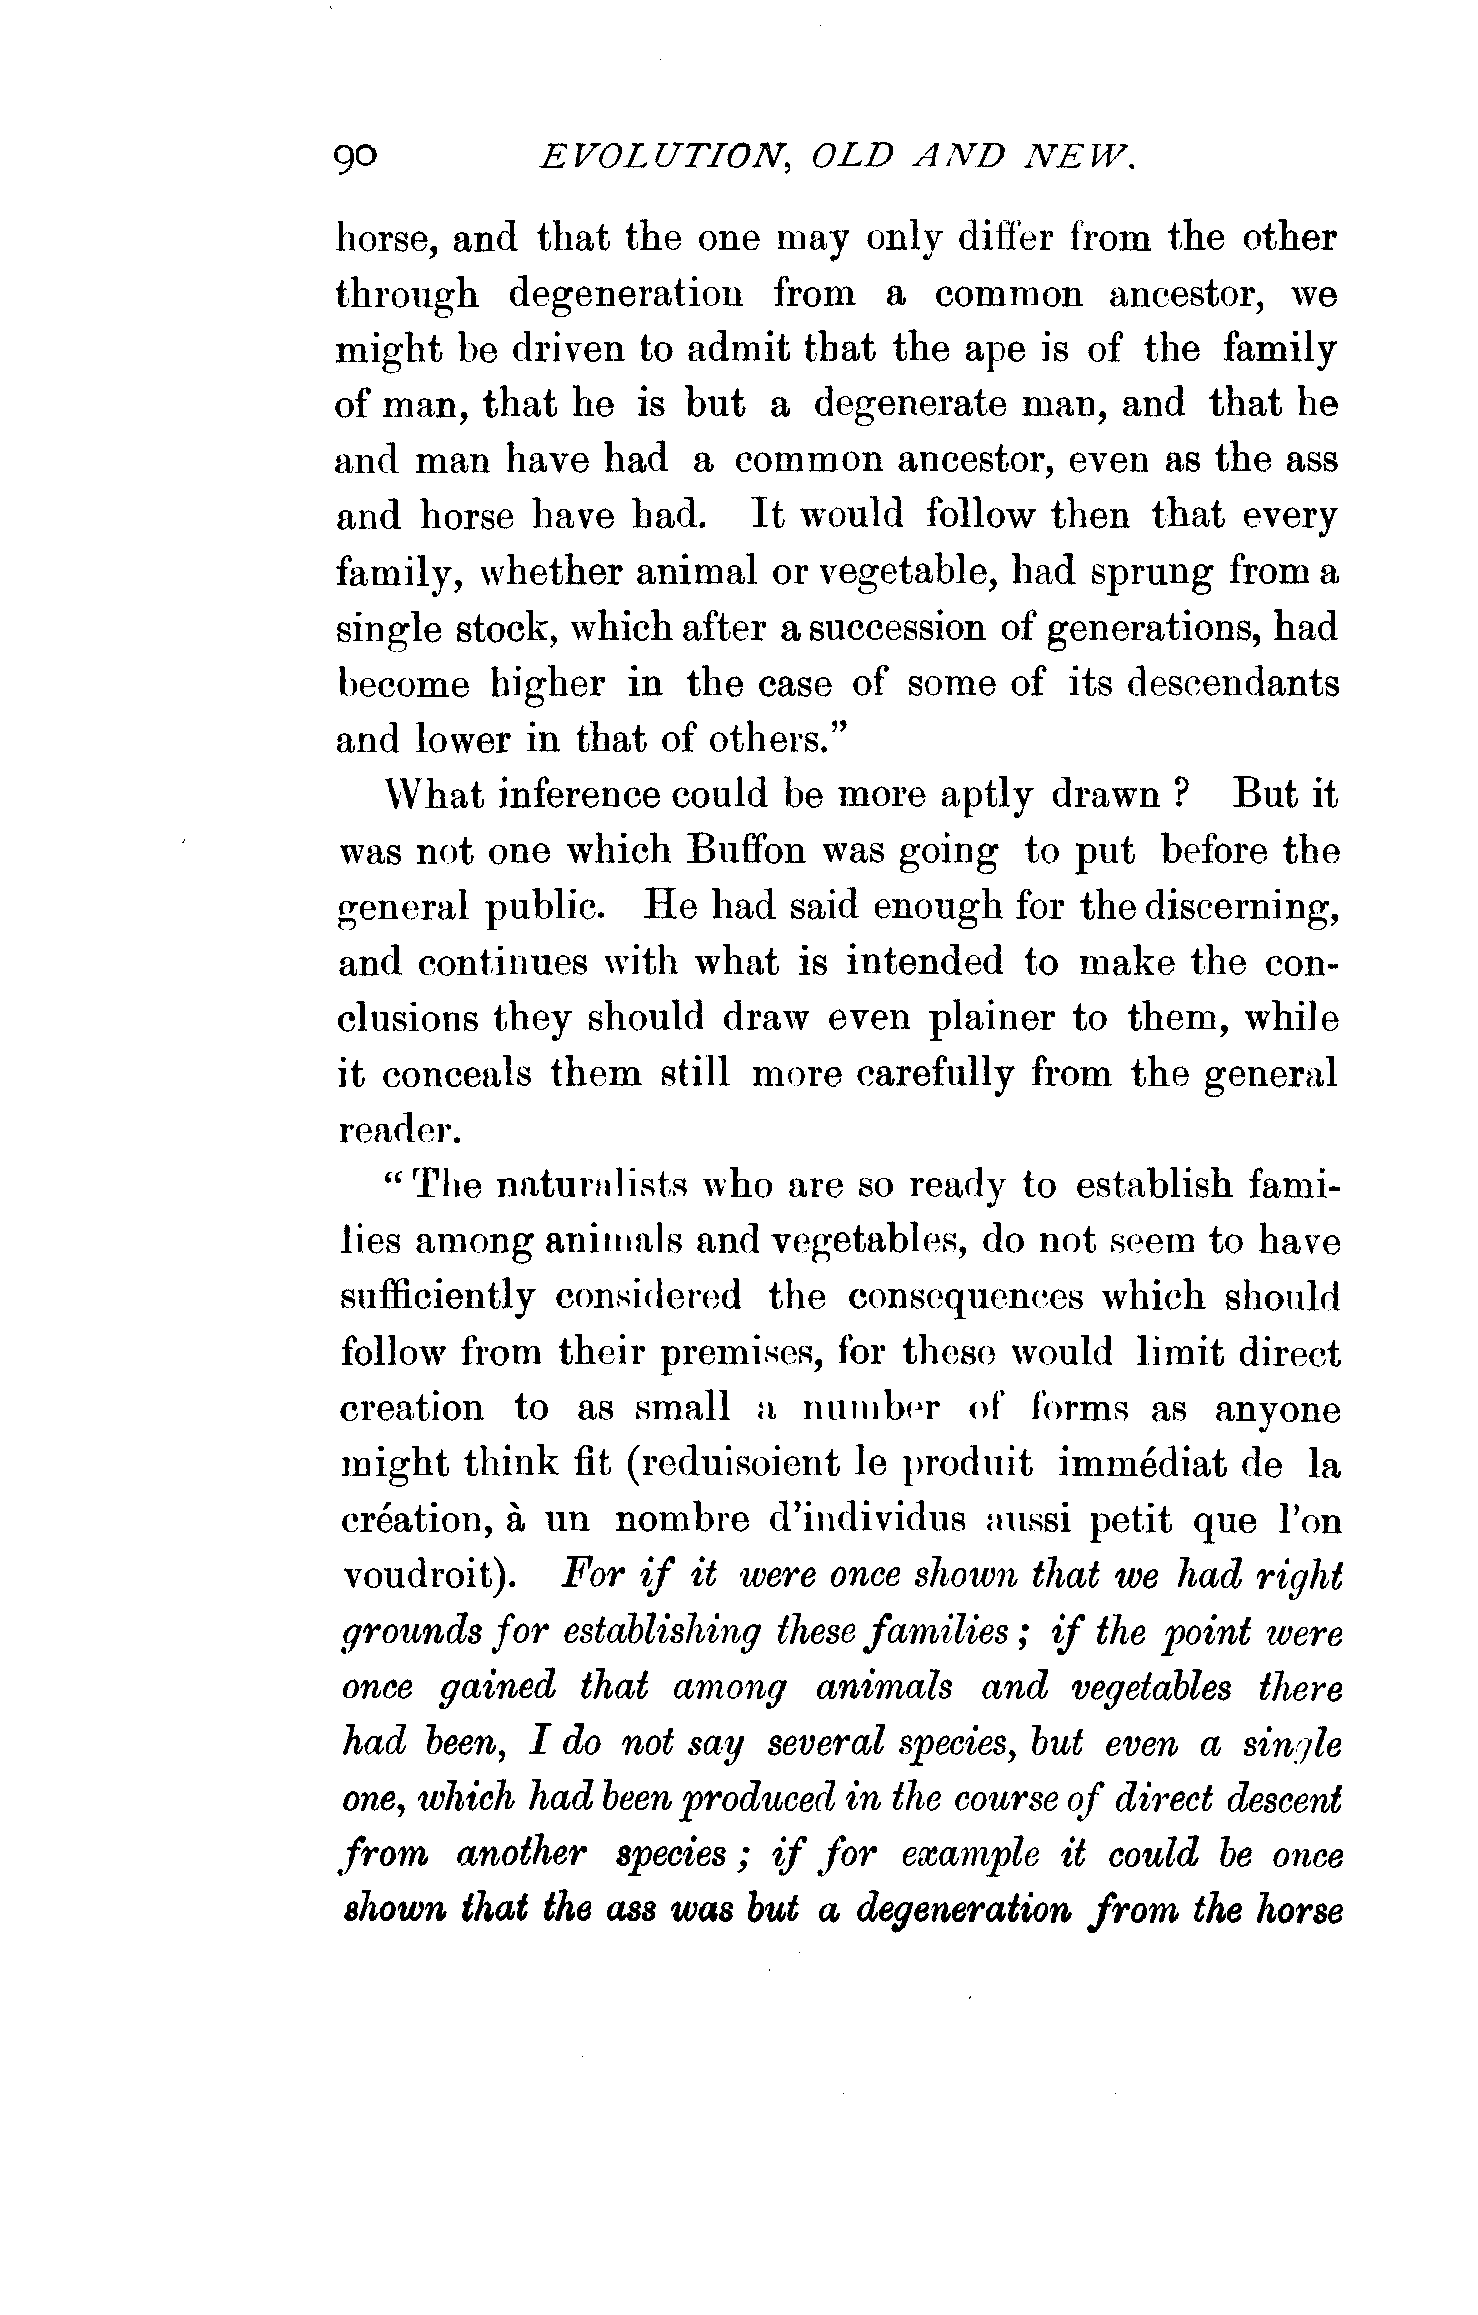 90 EVOLUTION, OLD AND NEW.
horse, and that the one may only differ from the other
through degeneration from a common ancestor, we
might be driven to admit that the ape is of the family
of man, that he is but a degenerate man, and that he
and man have had a common ancestor, even as the ass
and horse have had. It would follow then that every
family, whether animal or vegetable, had sprung from a
single stock, which after a succession of generations, had
become higher in the case of some of its descendants
and lower in that of others."
What inference could be more aptly drawn ? But it
was not one which Buffon was going to put before the
general public. He had said enough for the discerning,
and continues with what is intended to make the con-
clusions they should draw even plainer to them, while
it conceals them still more carefully from the general
reader.
"The naturalists who are so ready to establish fami-
lies among animals and vegetables, do not seem to have
sufficiently considered the consequences which should
follow from their premises, for these would limit direct
creation to as small a number of forms as anyone
might think fit (reduisoient le produit immédiat de la
création, à un nombre d'individus aussi petit que l'on
voudroit). For if it were once shown that we had right
grounds for establishing these families ; if the point were
once gained that among animals and vegetables there
had been, I do not say several species, but even a single
one, which had been produced in the course of direct descent
from another species ; if for example it could be once
shown that the ass was but a degeneration from the horse